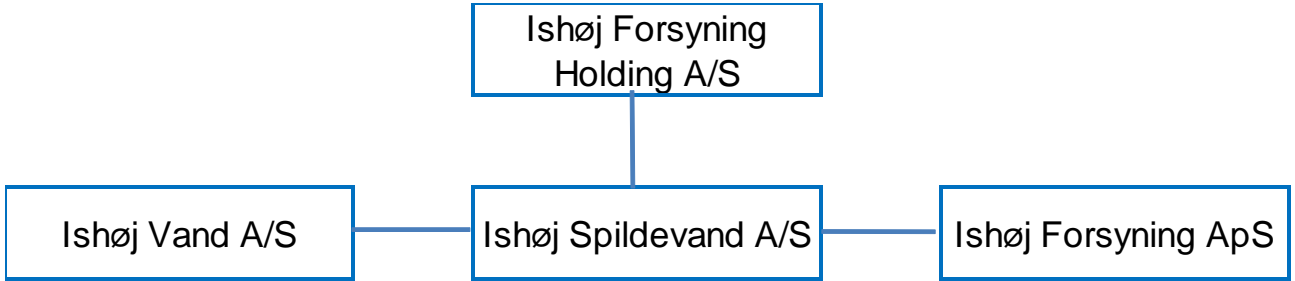 Ishøj Forsyning
Holding A/S
Ishøj Vand A/S
Ishøj Spildevand A/S
Ishøj Forsyning ApS